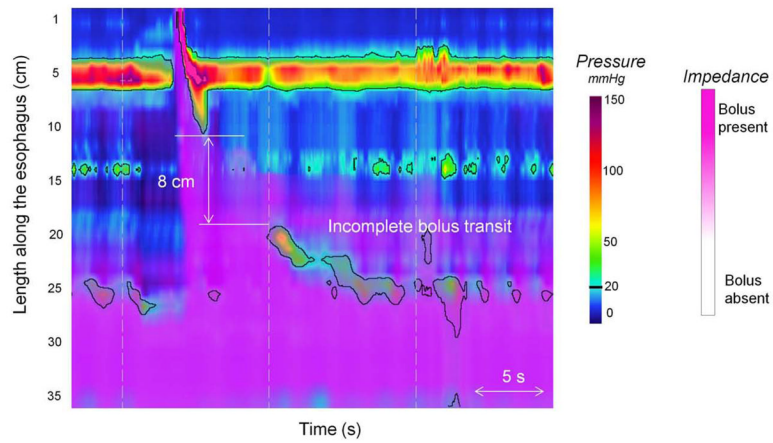 Length along the esophagus (cm)
1
5
10
15
20
25
30
35
8 cm
Incomplete bolus transit
5 s
Time (s)
Pressure
mmHg
150
100
50
20
0
Impedance
Bolus
present
Bolus
absent